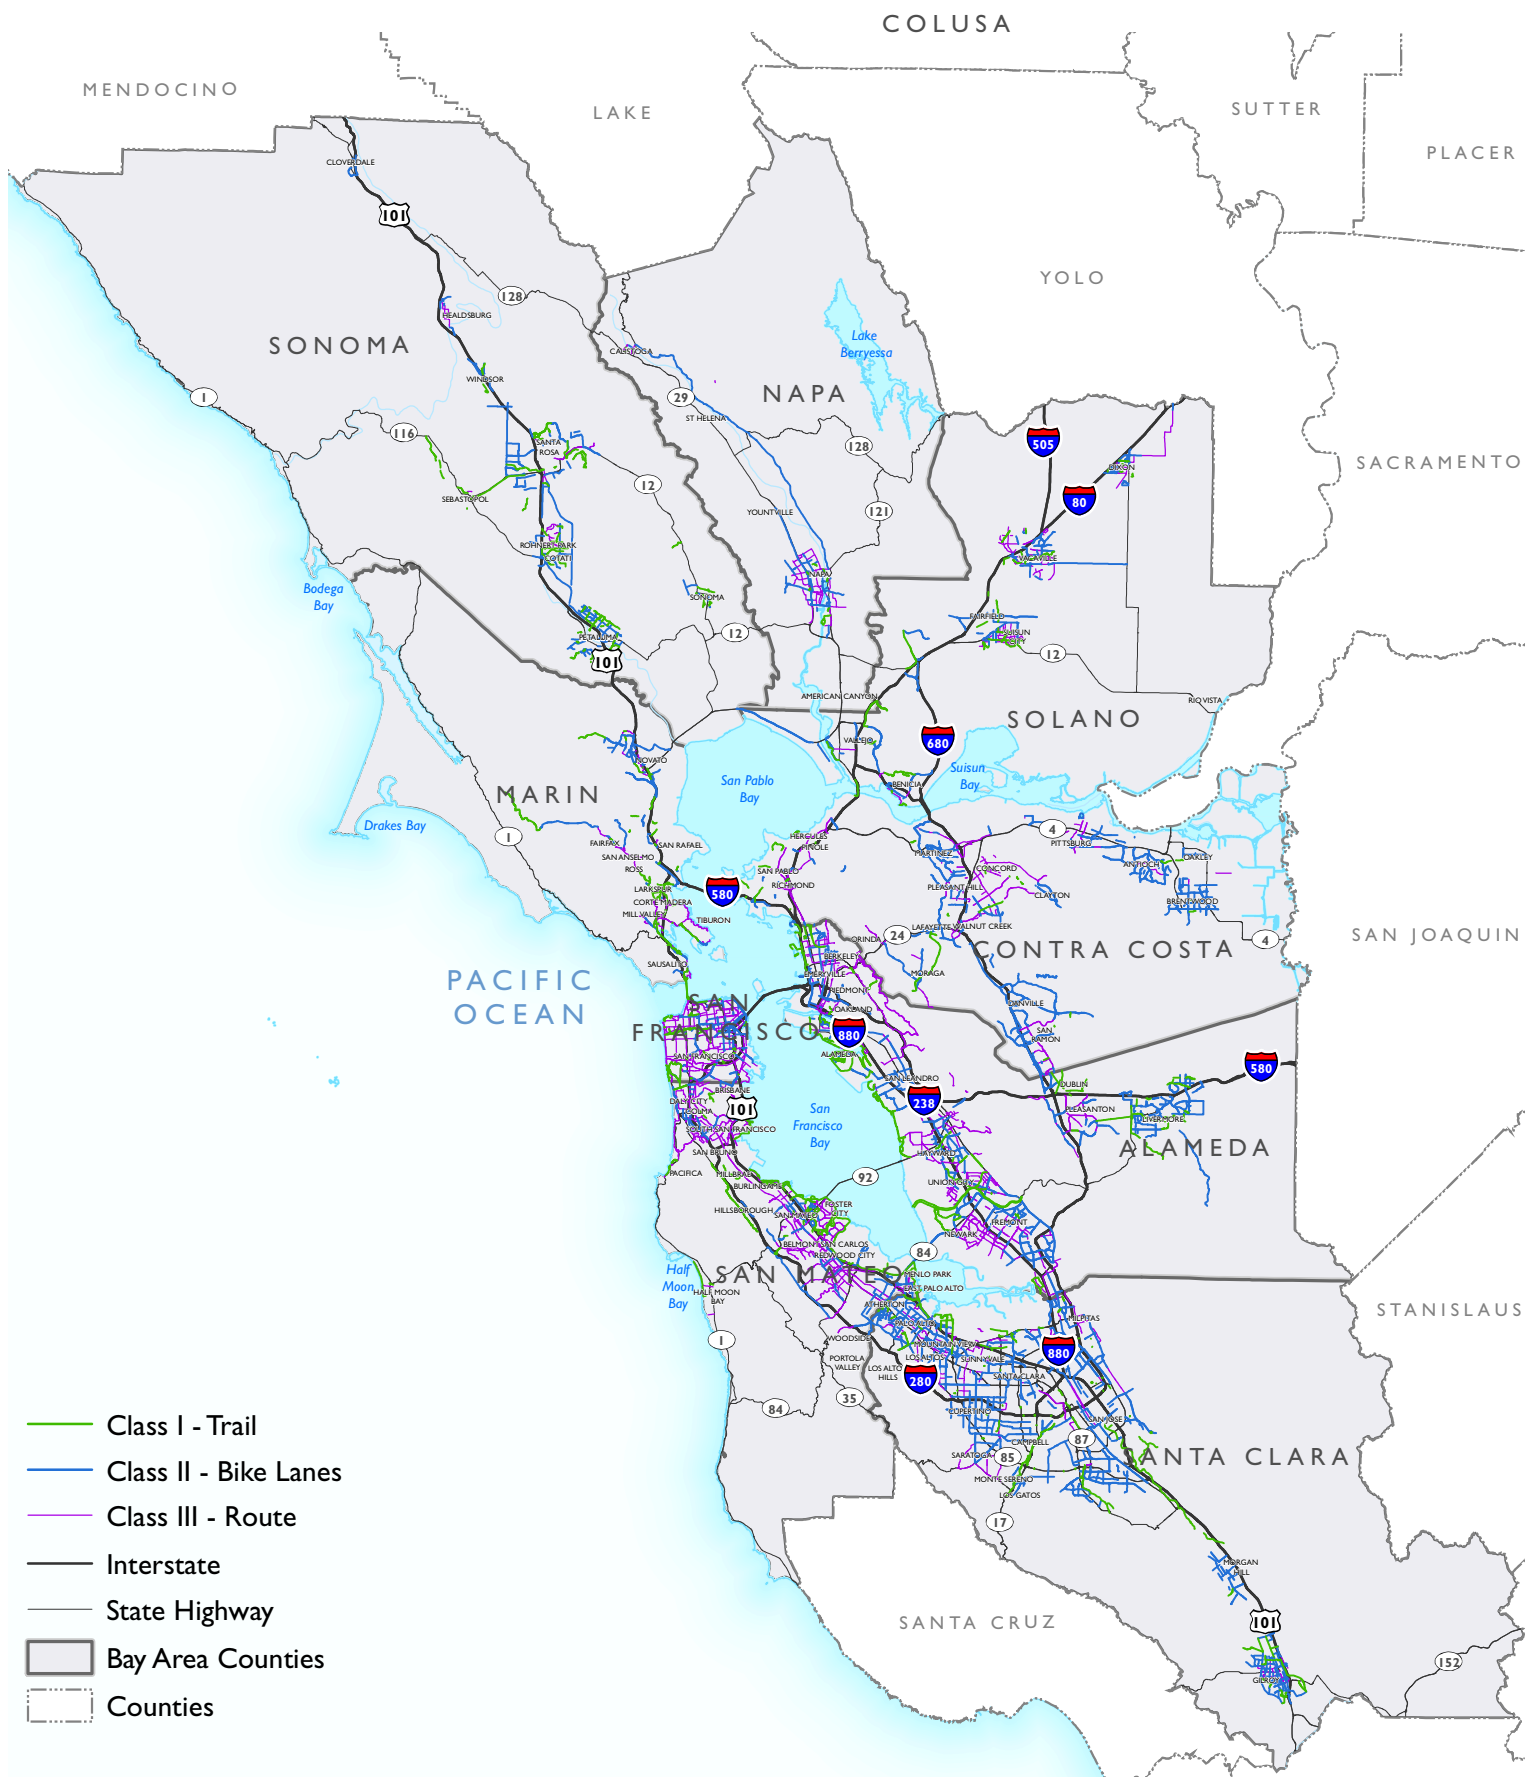 COLUSA
MENDOCINO
LAKE
SUTTER
PLACER
CLOVERDALE
101
YOLO
128
HEALDSBURG
SONOMA
Lake
Berryessa
CALISTOGA
WINDSOR
NAPA
1
29
ST HELENA
116
SANTA
ROSA
128
505
SACRAMENTO
DIXON
12
SEBASTOPOL
80
YOUNTVILLE
121
ROHNERT PARK
COTATI
VACAVILLE
NAPA
Bodega
Bay
SONOMA
FAIRFIELD
PETALUMA
12
SUISUN
CITY
12
101
AMERICAN CANYON
RIO VISTA
SOLANO
VALLEJO
680
NOVATO
San Pablo
Bay
Suisun
Bay
BENICIA
MARIN
Drakes Bay
1
HERCULES
4
FAIRFAX
SAN RAFAEL
PINOLE
PITTSBURG
SAN ANSELMO
MARTINEZ
OAKLEY
ROSS
SAN PABLO
CONCORD
ANTIOCH
LARKSPUR
580
RICHMOND
PLEASANT HILL
CLAYTON
CORTE MADERA
BRENTWOOD
MILL VALLEY
TIBURON
LAFAYETTE
WALNUT CREEK
ORINDA
24
4
SAN JOAQUIN
CONTRA COSTA
BERKELEY
SAUSALITO
EMERYVILLE
MORAGA
PACIFIC
OCEAN
PIEDMONT
SAN
FRANCISCO
OAKLAND
DANVILLE
880
SAN
RAMON
SAN FRANCISCO
ALAMEDA
580
SAN LEANDRO
DUBLIN
BRISBANE
DALY CITY
COLMA
101
238
PLEASANTON
San
Francisco
Bay
LIVERMORE
SOUTH SAN FRANCISCO
ALAMEDA
SAN BRUNO
HAYWARD
PACIFICA
MILLBRAE
92
BURLINGAME
UNION CITY
HILLSBOROUGH
FOSTER
CITY
SAN MATEO
FREMONT
NEWARK
BELMONT
SAN CARLOS
REDWOOD CITY
84
Half
Moon
Bay
SAN MATEO
MENLO PARK
EAST PALO ALTO
HALF MOON
BAY
ATHERTON
STANISLAUS
PALO ALTO
MILPITAS
1
WOODSIDE
MOUNTAIN VIEW
880
PORTOLA
VALLEY
LOS ALTOS
SUNNYVALE
LOS ALTO
HILLS
280
SANTA CLARA
84
35
CUPERTINO
SAN JOSE
Class I - Trail
CAMPBELL
87
SARATOGA
85
SANTA CLARA
Class II - Bike Lanes
MONTE SERENO
LOS GATOS
Class III - Route
17
Interstate
MORGAN
HILL
State Highway
SANTA CRUZ
101
Bay Area Counties
152
GILROY
Counties